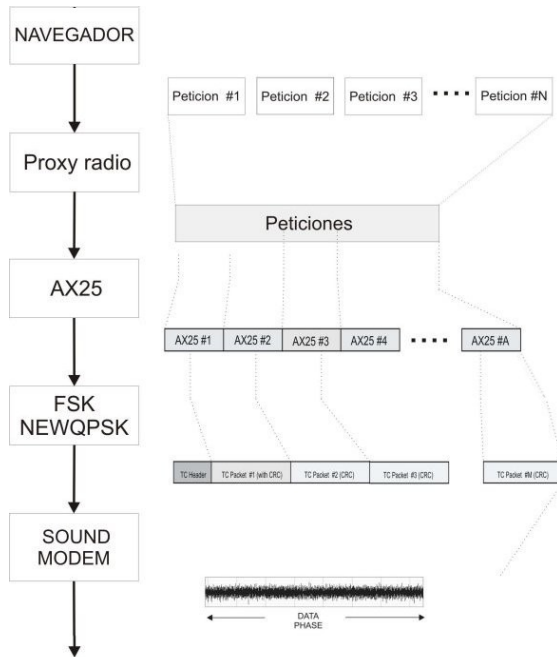 NAVEGADOR
Peticion #1 Peticion #2 Peticion #3 Peticion #N
Proxy radio
Peticiones
AX25
AX25 #1 AX25 #2 AX25 #3 AX25 #4 AX25 #A
FSK
NEWQPSK
TC Header TC Packet #1 (with CRC) TC Packet #2 (CRC) TC Packet #3 (CRC) TC Packet #M (CRC)
SOUND
MODEM
DATA
PHASE